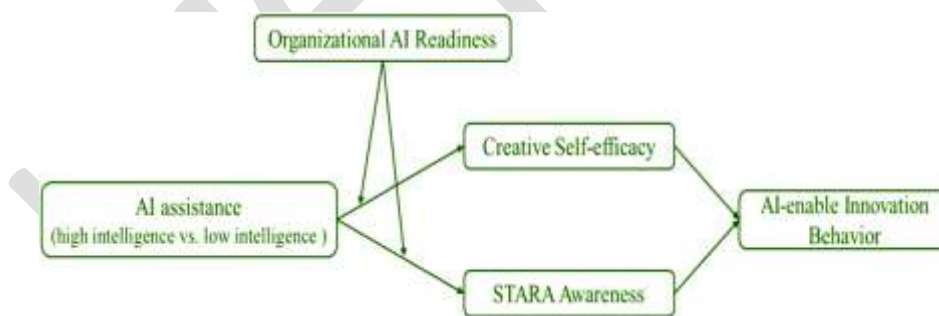 Organizational AI Readiness
Creative Self-efficacy
AI assistance
(high intelligence vs. low intelligence )
AI-enable Innovation
Behavior
STARA Awareness